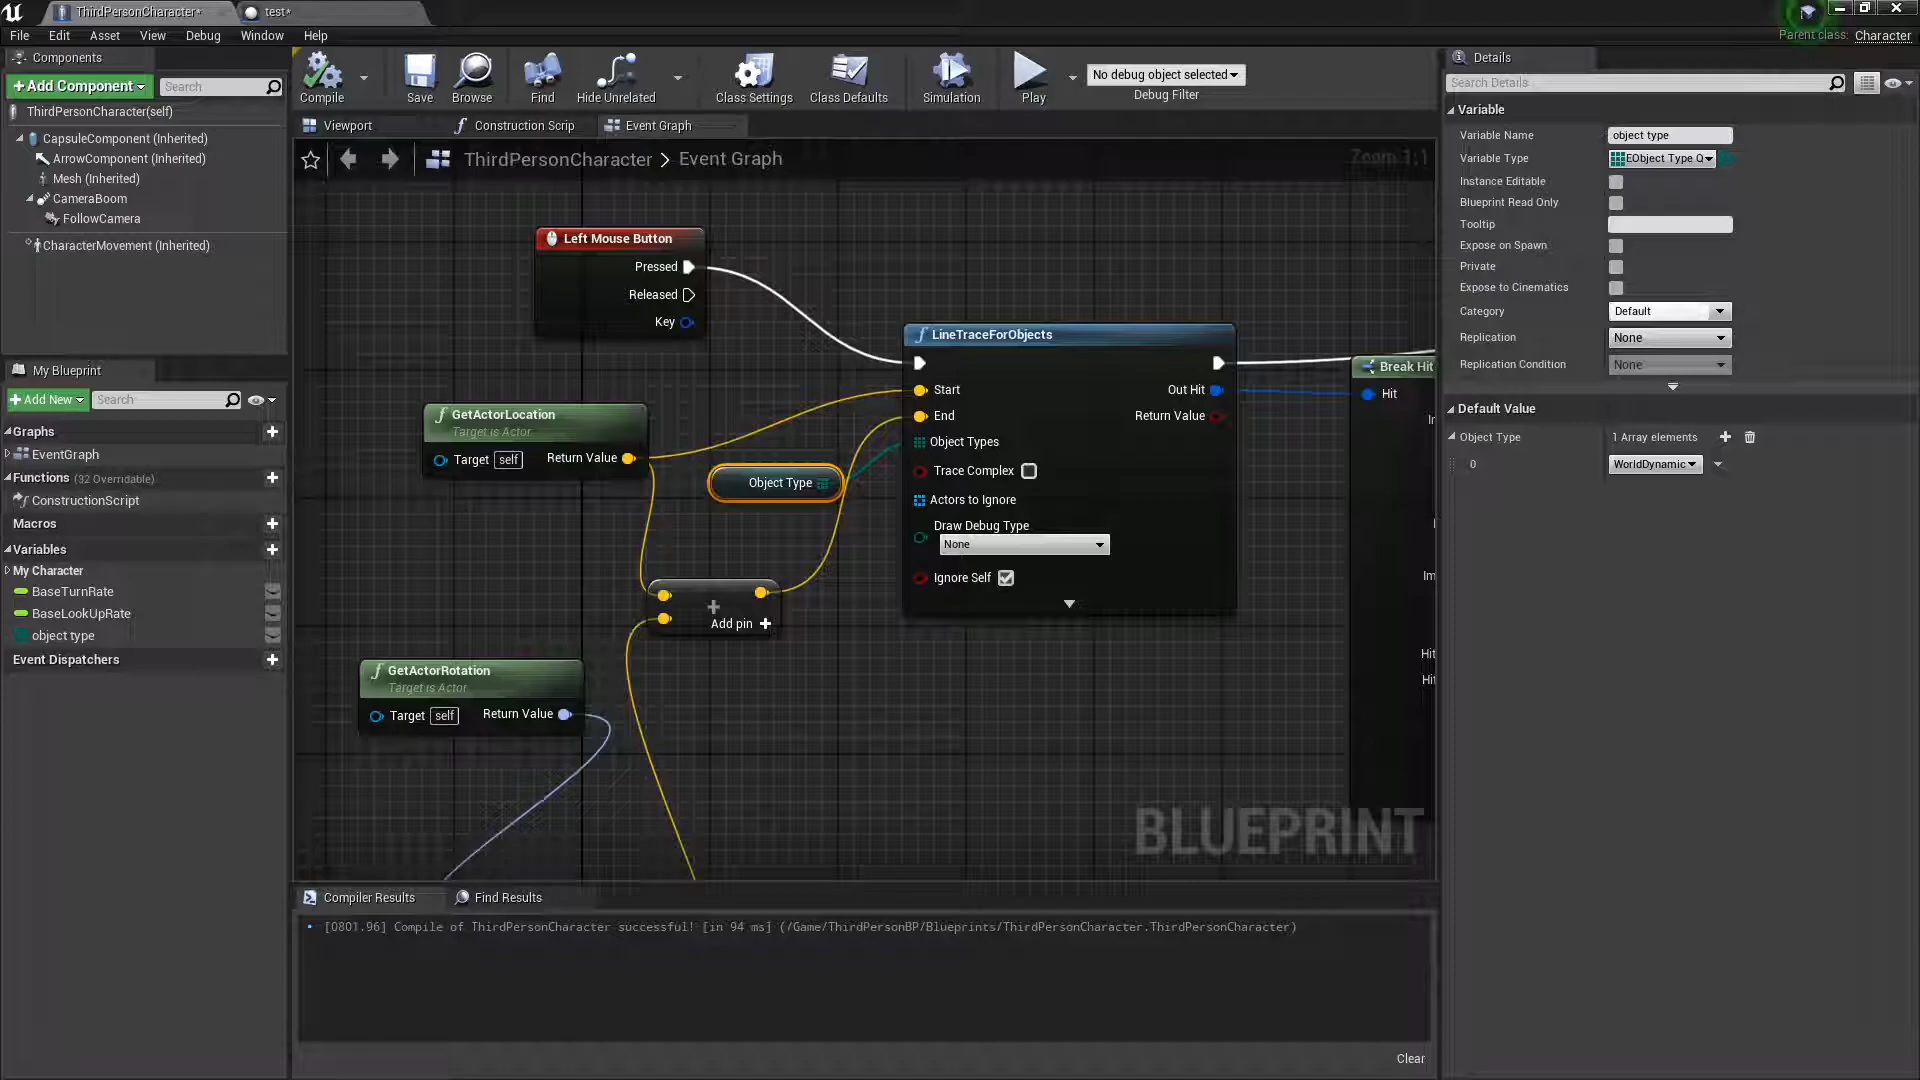 ThirdPersonCharacter*
test*
File Edit Asset View Debug Window Help
Parent class: Character
Components
+Add Component
Search
ThirdPersonCharacter(self)
CapsuleComponent (Inherited)
ArrowComponent (Inherited)
Mesh (Inherited)
CameraBoom
FollowCamera
CharacterMovement (Inherited)
My Blueprint
+Add New
Search
Graphs
EventGraph
Functions (32 Overridable)
ConstructionScript
Macros
Variables
My Character
BaseTurnRate
BaseLookUpRate
object type
Event Dispatchers
Compile
Save
Browse
Find
Hide Unrelated
Class Settings
Class Defaults
Simulation
Play
No debug object selected
Debug Filter
Viewport
Construction Scrip
Event Graph
ThirdPersonCharacter > Event Graph
Zoom 1:1
Left Mouse Button
Pressed
Released
Key
GetActorLocation
Target is Actor
Target self
Return Value
Object Type
Add pin
GetActorRotation
Target is Actor
Target self
Return Value
LineTraceForObjects
Start
Out Hit
End
Return Value
Object Types
Trace Complex
Actors to Ignore
Draw Debug Type
None
Ignore Self
Break Hit
Hit
In
Im
Hit
Hit
BLUEPRINT
Compiler Results
Find Results
[0801.96] Compile of ThirdPersonCharacter successful! [in 94 ms] (/Game/ThirdPersonBP/Blueprints/ThirdPersonCharacter.ThirdPersonCharacter)
Clear
Details
Search Details
Variable
Variable Name object type
Variable Type EObject Type Q
Instance Editable
Blueprint Read Only
Tooltip
Expose on Spawn
Private
Expose to Cinematics
Category Default
Replication None
Replication Condition None
Default Value
Object Type 1 Array elements
0 WorldDynamic